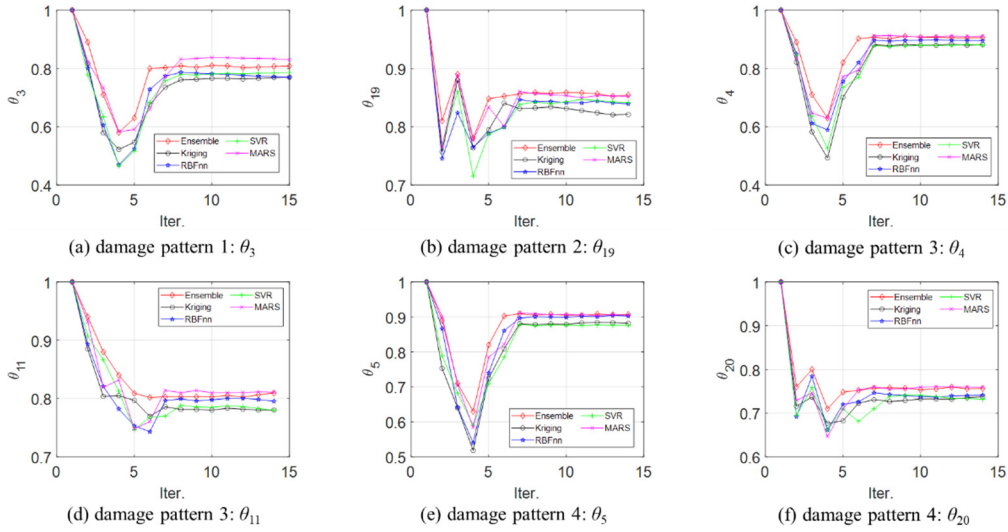 1
0.8
θ3
0.6
0.4
0 5 10 15
Iter.
Ensemble SVR
Kriging MARS
RBFnn
(a) damage pattern 1: θ3
1
0.9
θ19
0.8
0.7
0 5 10 15
Iter.
Ensemble SVR
Kriging MARS
RBFnn
(b) damage pattern 2: θ19
1
0.8
θ4
0.6
0.4
0 5 10 15
Iter.
Ensemble SVR
Kriging MARS
RBFnn
(c) damage pattern 3: θ4
1
0.9
θ11
0.8
0.7
0 5 10 15
Iter.
Ensemble SVR
Kriging MARS
RBFnn
(d) damage pattern 3: θ11
1
0.9
0.8
θ5
0.7
0.6
0.5
0 5 10 15
Iter.
Ensemble SVR
Kriging MARS
RBFnn
(e) damage pattern 4: θ5
1
0.9
0.8
θ20
0.7
0.6
0 5 10 15
Iter.
Ensemble SVR
Kriging MARS
RBFnn
(f) damage pattern 4: θ20